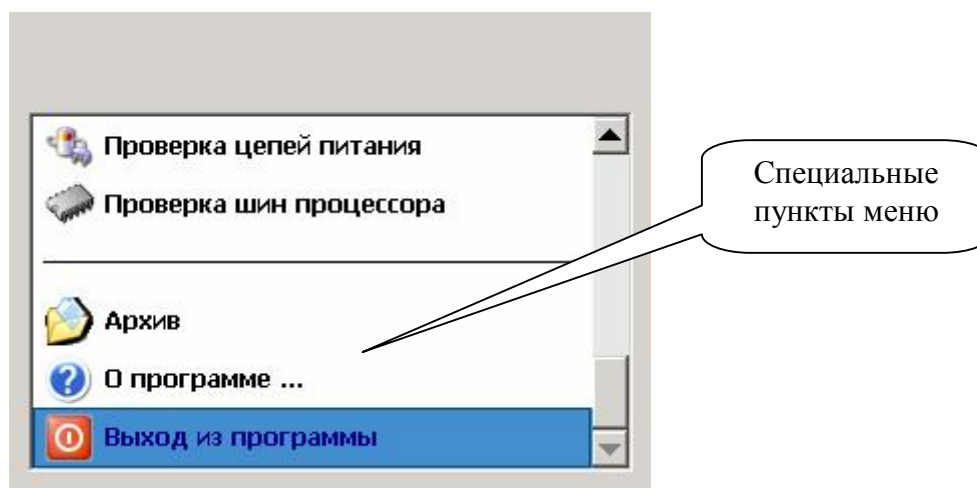 Проверка цепей питания
Проверка шин процессора
Специальные
пункты меню
Архив
О программе ...
Выход из программы